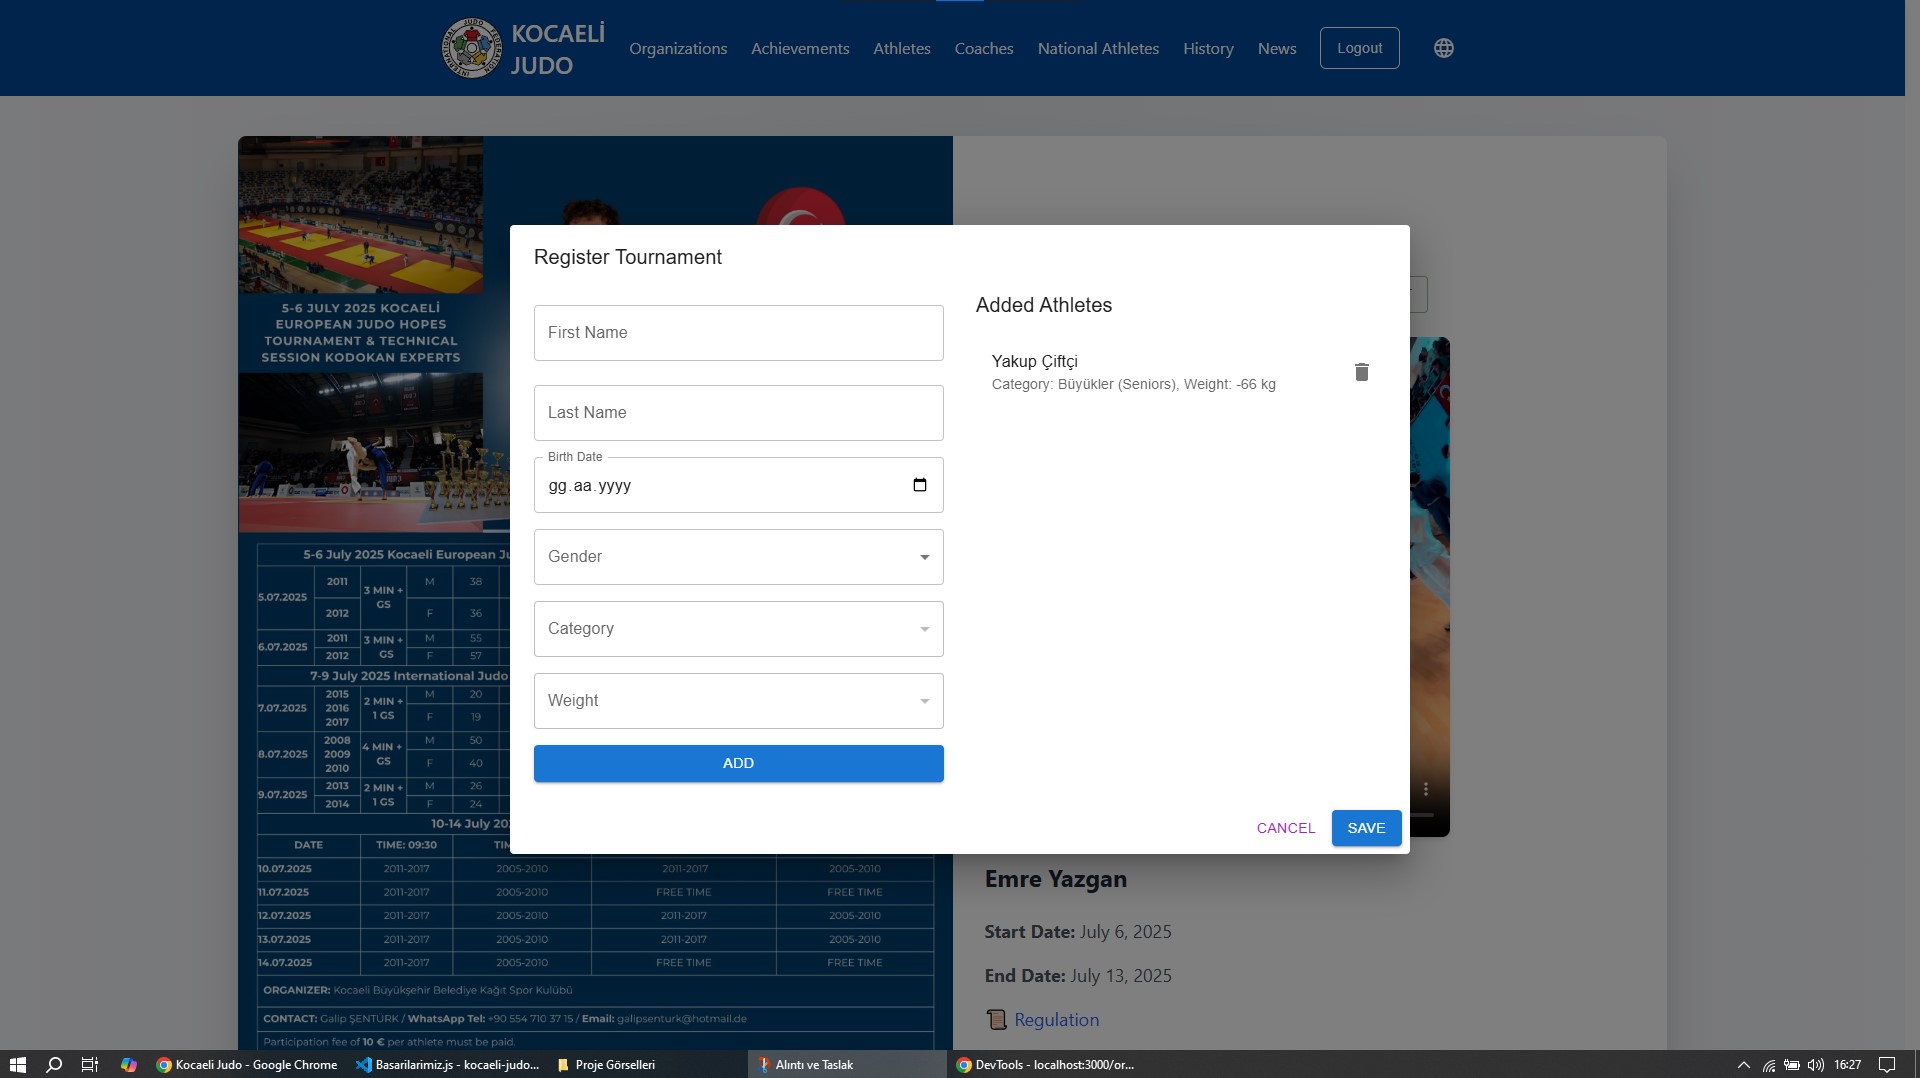 KOCAELİ
JUDO
Organizations
Achievements
Athletes
Coaches
National Athletes
History
News
Logout
5-6 JULY 2025 KOCAELİ
EUROPEAN JUDO HOPES
TOURNAMENT & TECHNICAL
SESSION KODOKAN EXPERTS
Register Tournament
First Name
Last Name
Birth Date
gg.aa.yyyy
Gender
Category
Weight
ADD
Added Athletes
Yakup Çiftçi
Category: Büyükler (Seniors), Weight: -66 kg
CANCEL
SAVE
5-6 July 2025 Kocaeli European
5.07.2025 2011 3 MIN + GS M 38
2012 F 36
6.07.2025 2011 3 MIN + GS M 55
2012 F 57
7-9 July 2025 International Judo
7.07.2025 2015 2016 2017 2 MIN + 1 GS M 20
F 19
8.07.2025 2008 2009 2010 4 MIN + GS M 50
F 40
9.07.2025 2013 2 MIN + 1 GS M 26
2014 F 24
10-14 July
DATE TIME: 09:30
10.07.2025 2011-2017 2005-2010 2011-2017 2005-2010
11.07.2025 2011-2017 2005-2010 FREE TIME FREE TIME
12.07.2025 2011-2017 2005-2010 2011-2017 2005-2010
13.07.2025 2011-2017 2005-2010 2011-2017 2005-2010
14.07.2025 2011-2017 2005-2010 FREE TIME FREE TIME
ORGANIZER: Kocaeli Büyükşehir Belediye Kağıt Spor Kulübü
CONTACT: Galip ŞENTÜRK / WhatsApp Tel: +90 554 710 37 15 / Email: galipsenturk@hotmail.de
Participation fee of 10 € per athlete must be paid.
Emre Yazgan
Start Date: July 6, 2025
End Date: July 13, 2025
Regulation
Kocaeli Judo - Google Chrome
Basarilarimiz.js - kocaeli-judo...
Proje Görselleri
Alıntı ve Taslak
DevTools - localhost:3000/or...
16:27